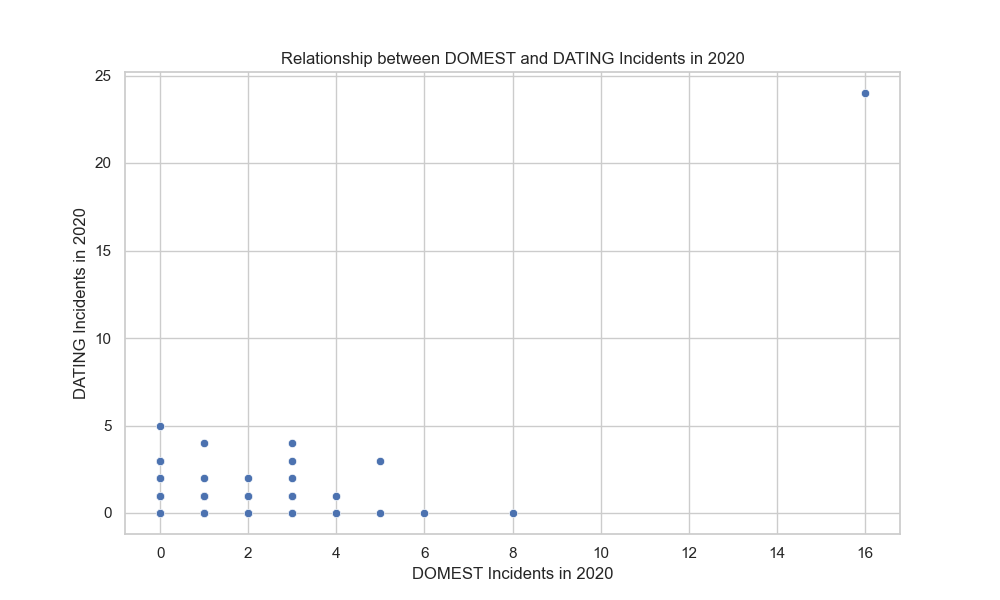 Relationship between DOMEST and DATING Incidents in 2020
25
20
15
10
5
0
DATING Incidents in 2020
0 2 4 6 8 10 12 14 16
DOMEST Incidents in 2020